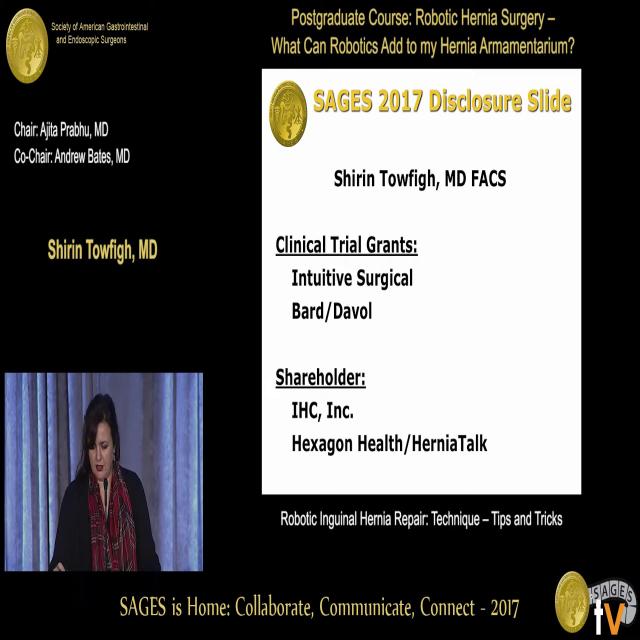 Society of American Gastrointestinal
and Endoscopic Surgeons
Postgraduate Course: Robotic Hernia Surgery –
What Can Robotics Add to my Hernia Armamentarium?
Chair: Ajita Prabhu, MD
Co-Chair: Andrew Bates, MD
Shirin Towfigh, MD
SAGES 2017 Disclosure Slide
Shirin Towfigh, MD FACS
Clinical Trial Grants:
Intuitive Surgical
Bard/Davol
Shareholder:
IHC, Inc.
Hexagon Health/HerniaTalk
Robotic Inguinal Hernia Repair: Technique – Tips and Tricks
SAGES is Home: Collaborate, Communicate, Connect - 2017
SAGES
tv